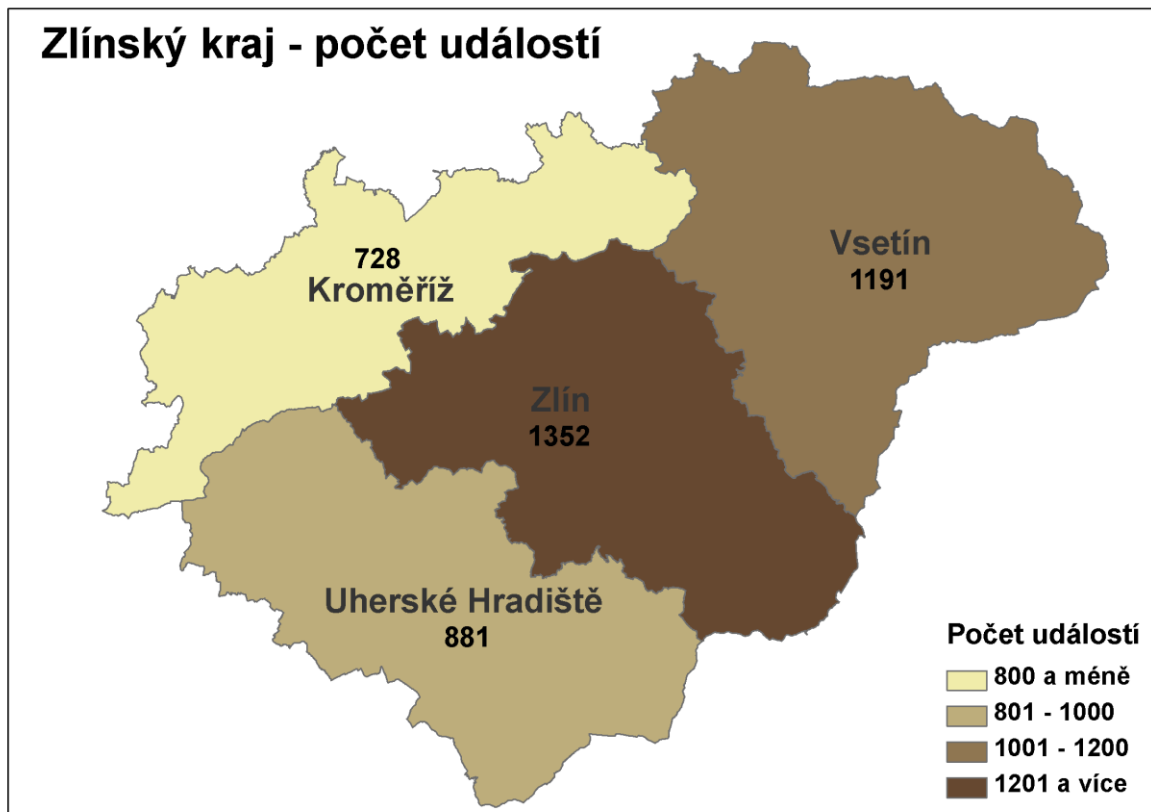 Zlínský kraj - počet událostí
728
Kroměříž
Vsetín
1191
Zlín
1352
Uherské Hradiště
881
Počet událostí
800 a méně
801 - 1000
1001 - 1200
1201 a více